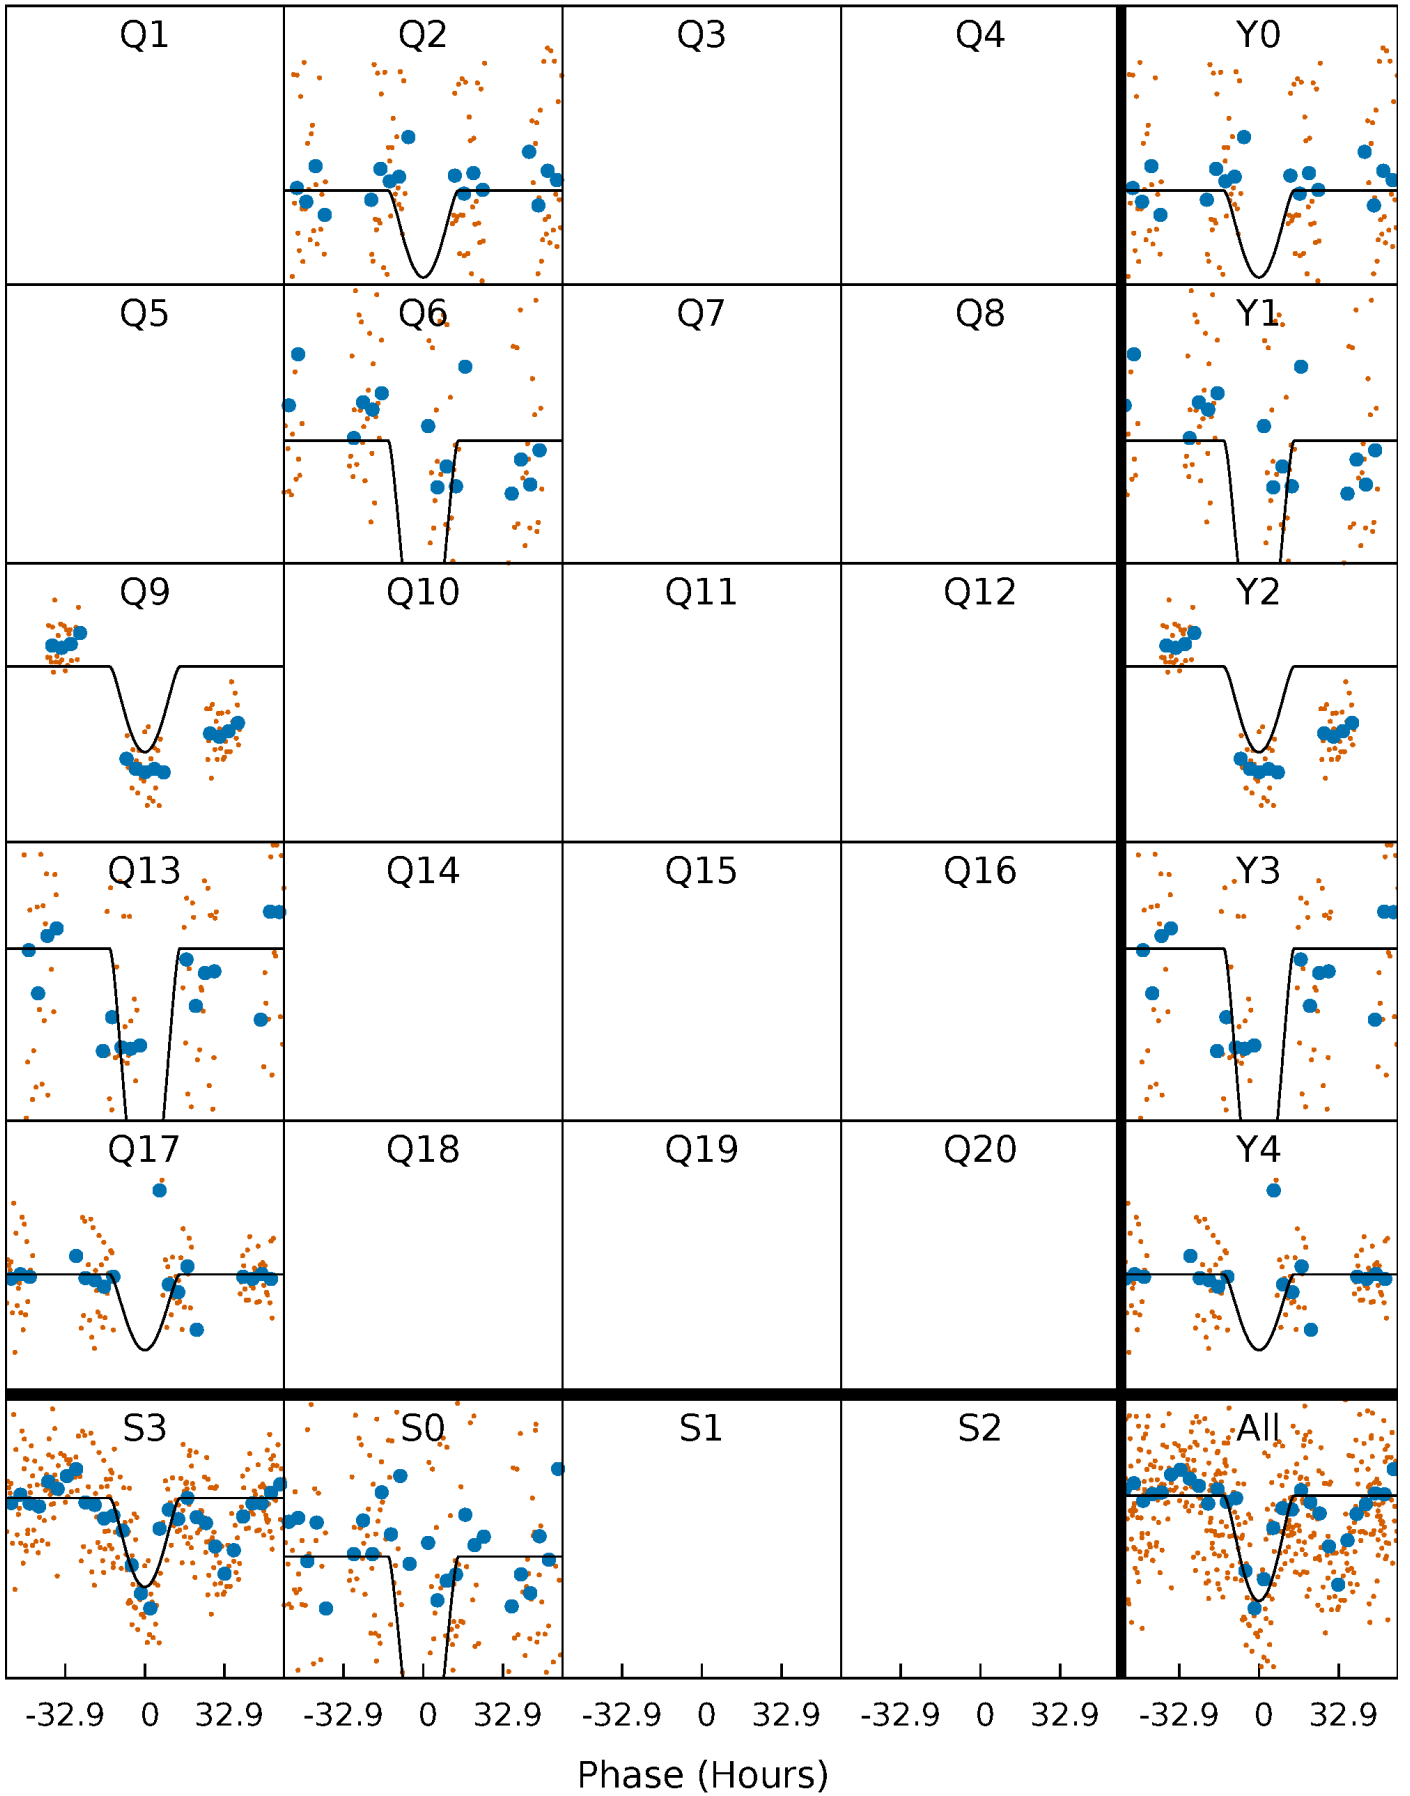 Q1 Q2 Q3 Q4 Y0
Q5 Q6 Q7 Q8 Y1
Q9 Q10 Q11 Q12 Y2
Q13 Q14 Q15 Q16 Y3
Q17 Q18 Q19 Q20 Y4
S3 S0 S1 S2 All
-32.9 0 32.9 -32.9 0 32.9 -32.9 0 32.9 -32.9 0 32.9 -32.9 0 32.9
Phase (Hours)